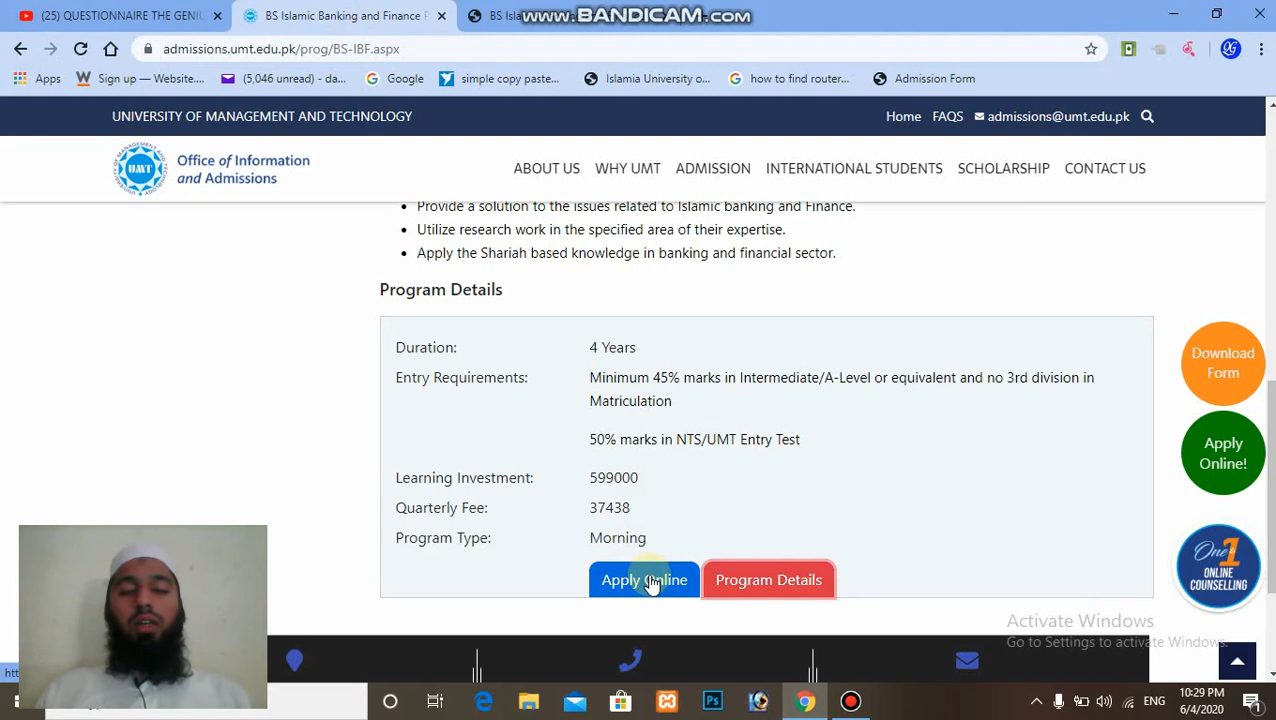 (25) QUESTIONNAIRE THE GENIU
BS Islamic Banking and Finance P
BS Isl
www.BANDICAM.com
admissions.umt.edu.pk/prog/BS-IBF.aspx
Apps
Sign up — Website....
(5,046 unread) - da...
Google
simple copy paste...
Islamia University o...
how to find router...
Admission Form
UNIVERSITY OF MANAGEMENT AND TECHNOLOGY
Home
FAQS
admissions@umt.edu.pk
UMT
Office of Information
and Admissions
ABOUT US
WHY UMT
ADMISSION
INTERNATIONAL STUDENTS
SCHOLARSHIP
CONTACT US
Provide a solution to the issues related to Islamic banking and Finance.
Utilize research work in the specified area of their expertise.
Apply the Shariah based knowledge in banking and financial sector.
Program Details
Duration: 4 Years
Entry Requirements: Minimum 45% marks in Intermediate/A-Level or equivalent and no 3rd division in
Matriculation
50% marks in NTS/UMT Entry Test
Learning Investment: 599000
Quarterly Fee: 37438
Program Type: Morning
Apply Online
Program Details
Download
Form
Apply
Online!
One 1
ONLINE
COUNSELLING
Activate Windows
Go to Settings to activate Windows.
htt
Ps
ENG
10:29 PM
6/4/2020
1